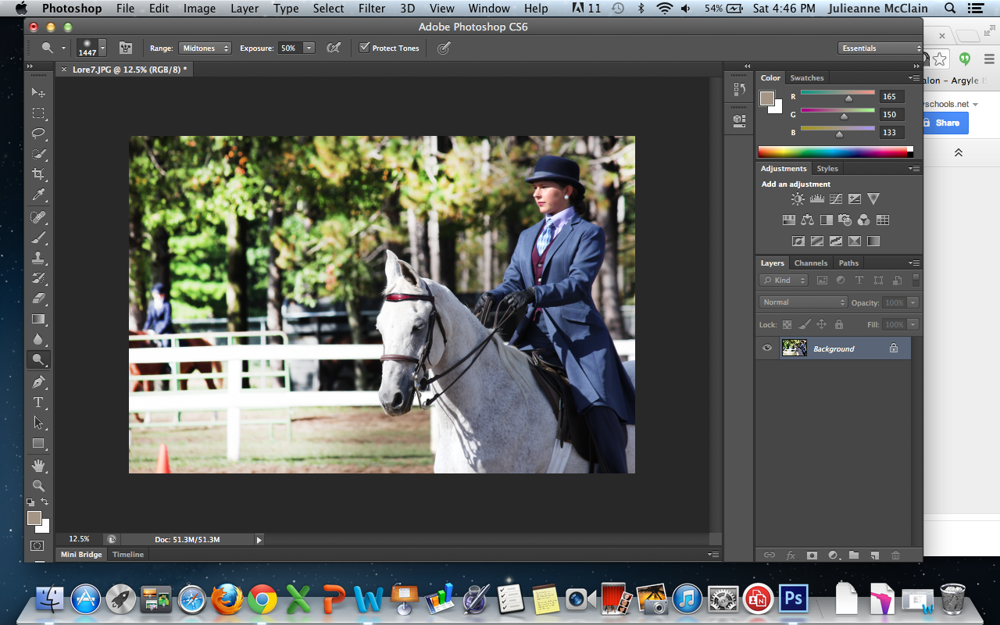 Photoshop File Edit Image Layer Type Select Filter 3D View Window Help 11 54% Sat 4:46 PM Julieanne McClain
Adobe Photoshop CS6
1447 Range: Midtones Exposure: 50% Protect Tones Essentials
Lore7.JPG @ 12.5% (RGB/8) *
Color Swatches
R 165
G 150
B 133
Adjustments Styles
Add an adjustment
Layers Channels Paths
Kind
Normal Opacity: 100%
Lock: Fill: 100%
Background
12.5% Doc: 51.3M/51.3M
Mini Bridge Timeline
alon – Argyle
schools.net
Share
T
Ps